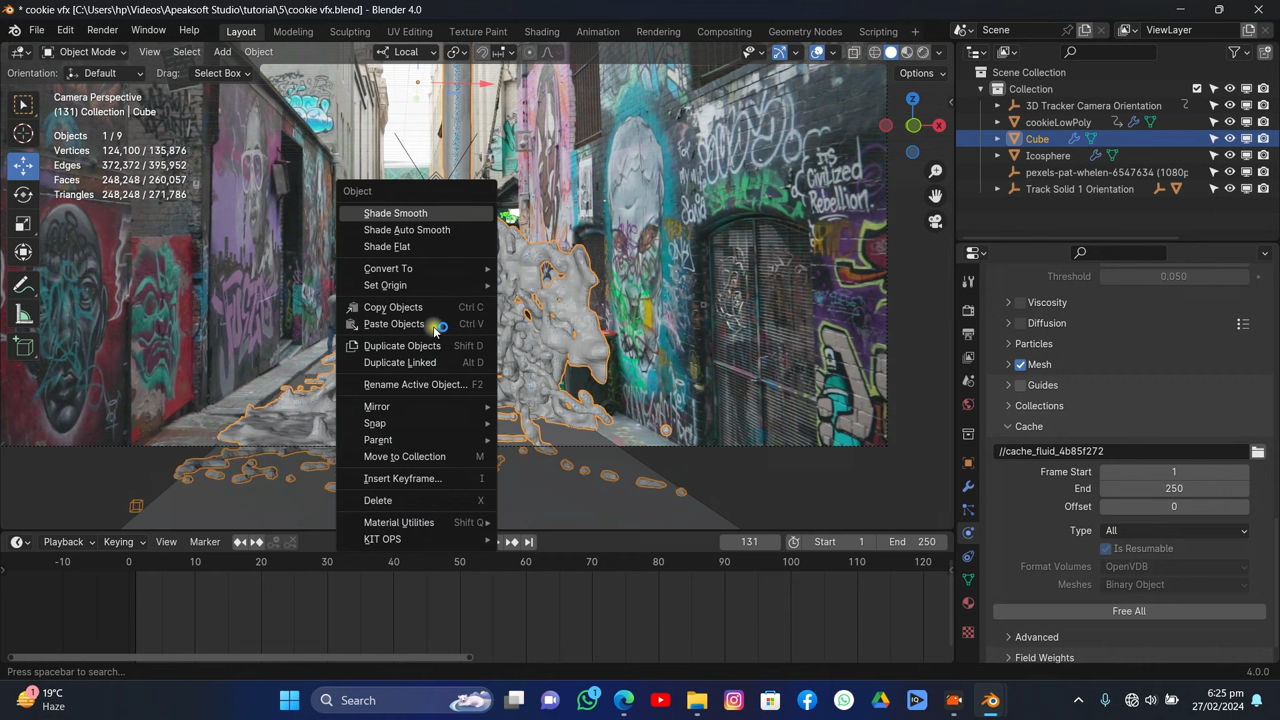 * cookie vfx [C:\Users\hp\Videos\Apeaksoft Studio\tutorial\5\cookie vfx.blend] - Blender 4.0
File Edit Render Window Help Layout Modeling Sculpting UV Editing Texture Paint Shading Animation Rendering Compositing Geometry Nodes Scripting + Scene ViewLayer
Object Mode View Select Add Object Local
Orientation: Default Drag: Select Box Options
Camera Perspective
(131) Collection | Cube
Objects 1 / 9
Vertices 124,100 / 135,876
Edges 372,372 / 395,952
Faces 248,248 / 260,057
Triangles 248,248 / 271,786
Z
X
Civilized
Rebellion.
Object
Shade Smooth
Shade Auto Smooth
Shade Flat
Convert To
Set Origin
Copy Objects Ctrl C
Paste Objects Ctrl V
Duplicate Objects Shift D
Duplicate Linked Alt D
Rename Active Object... F2
Mirror
Snap
Parent
Move to Collection M
Insert Keyframe... I
Delete X
Material Utilities Shift Q
KIT OPS
Scene Collection
Collection
3D Tracker Camera Orientation
cookieLowPoly
Cube
Icosphere
pexels-pat-whelen-6547634 (1080p
Track Solid 1 Orientation
Threshold 0.050
Viscosity
Diffusion
Particles
Mesh
Guides
Collections
Cache
//cache_fluid_4b85f272
Frame Start 1
End 250
Offset 0
Type All
Is Resumable
Format Volumes OpenVDB
Meshes Binary Object
Free All
Advanced
Field Weights
Playback Keying View Marker 131 Start 1 End 250
-10 0 10 20 30 40 50 60 70 80 90 100 110 120
Press spacebar to search... 4.0.0
1
19°C
Haze
Search
1
6:25 pm
27/02/2024